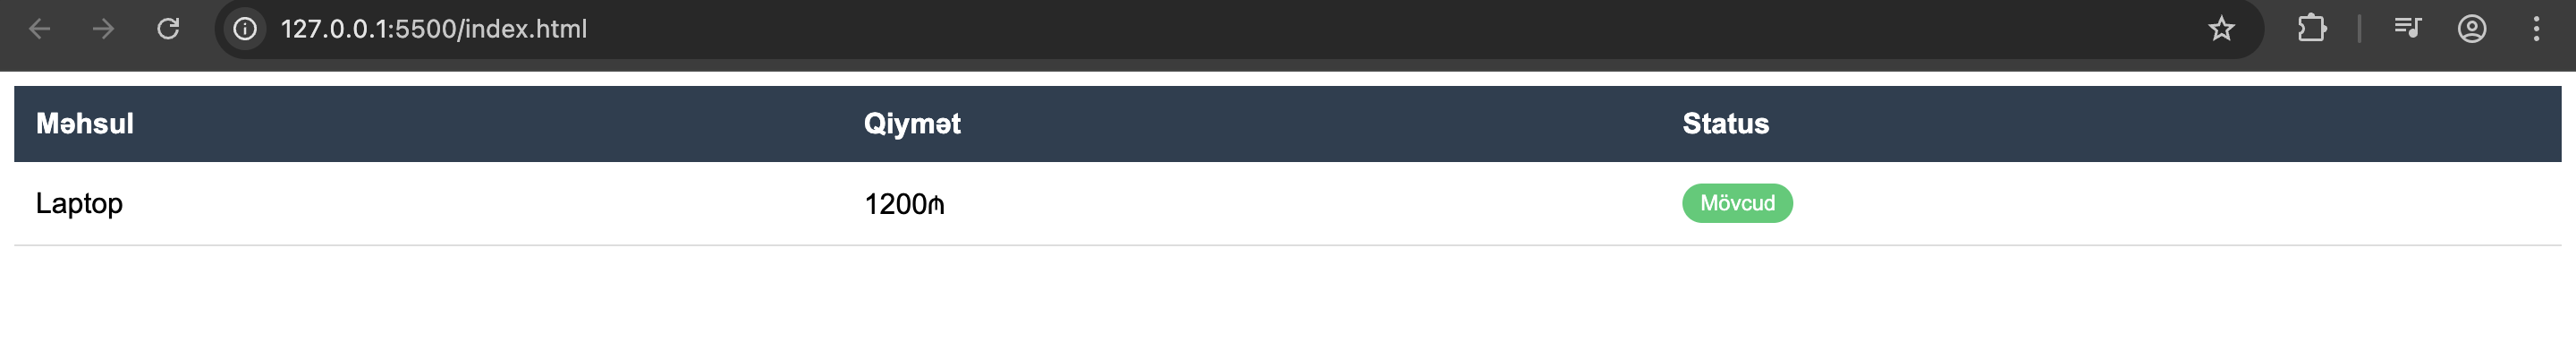 127.0.0.1:5500/index.html
Məhsul Qiymət Status
Laptop 1200₼ Mövcud